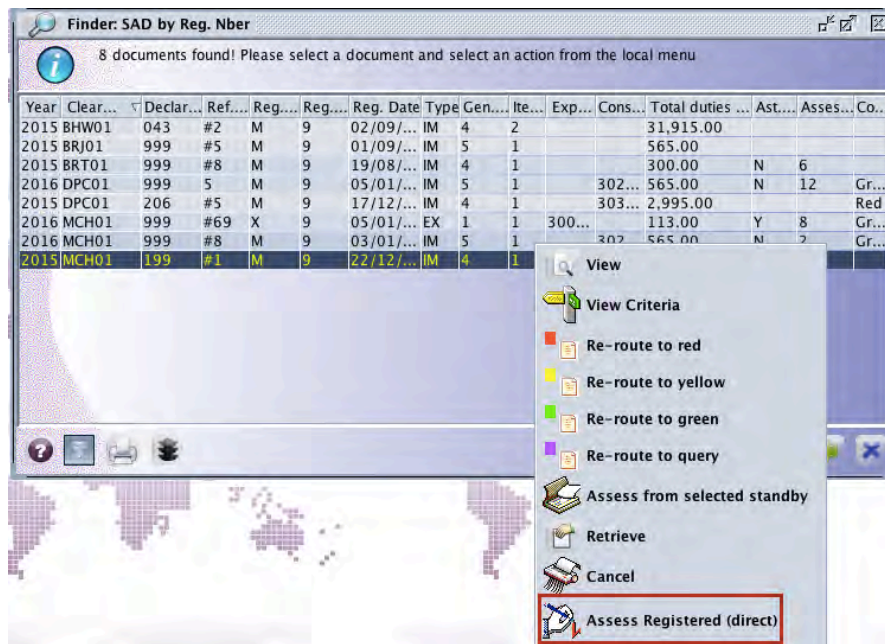 Finder: SAD by Reg. Nber
8 documents found! Please select a document and select an action from the local menu
Year Clear... Declar... Ref.... Reg.... Reg.... Reg. Date Type Gen.... Ite... Exp... Cons... Total duties ... Ast.... Asses... Co...
2015 BHW01 043 #2 M 9 02/09/... IM 4 2 31,915.00
2015 BRJ01 999 #5 M 9 01/09/... IM 5 1 565.00
2015 BRT01 999 #8 M 9 19/08/... IM 4 1 300.00 N 6
2016 DPC01 999 5 M 9 05/01/... IM 5 1 302... 565.00 N 12 Gr...
2015 DPC01 206 #5 M 9 17/12/... IM 4 1 303... 2,995.00 Red
2016 MCH01 999 #69 X 9 05/01/... EX 1 1 300... 113.00 Y 8 Gr...
2016 MCH01 999 #8 M 9 03/01/... IM 5 1 302... 565.00 N 2 Gr...
2015 MCH01 199 #1 M 9 22/12/... IM 4 1
View
View Criteria
Re-route to red
Re-route to yellow
Re-route to green
Re-route to query
Assess from selected standby
Retrieve
Cancel
Assess Registered (direct)